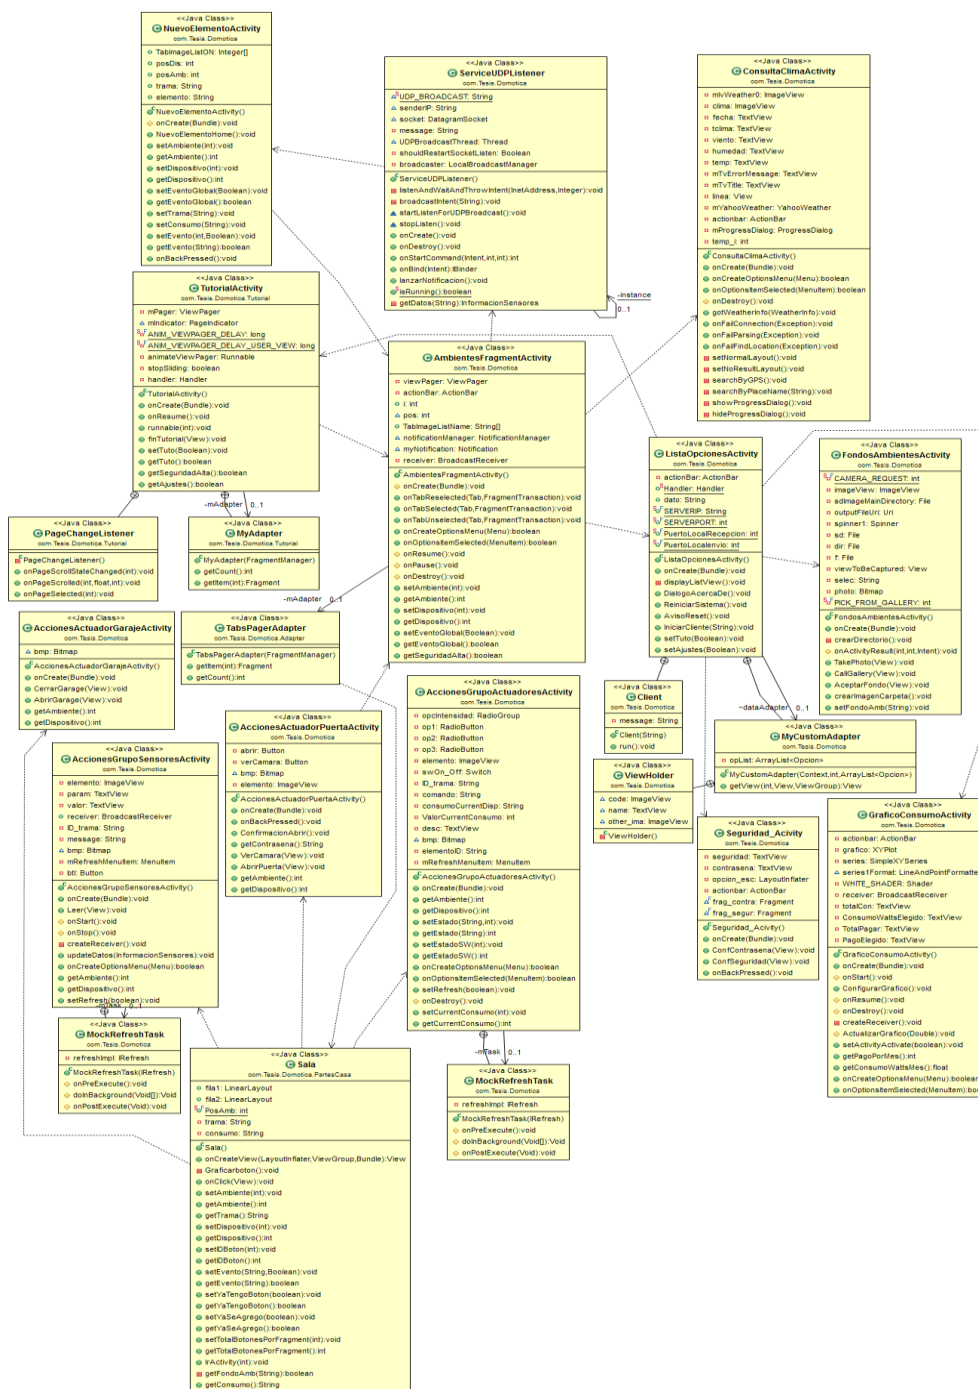 <<Java Class>>
NuevoElementoActivity
com.Tesis.Domotica
TabImageListON: Integer[]
posDis: int
posAmb: int
trama: String
elemento: String
NuevoElementoActivity()
onCreate(Bundle):void
NuevoElementoHome():void
setAmbiente(int):void
getAmbiente():int
setDispositivo(int):void
getDispositivo():int
setEventoGlobal(Boolean):void
getEventoGlobal():boolean
setTrama(String):void
setConsumo(String):void
setEvento(int,Boolean):void
getEvento(String):boolean
onBackPressed():void
<<Java Class>>
ServiceUDPListener
com.Tesis.Domotica
UDP_BROADCAST: String
senderIP: String
socket: DatagramSocket
message: String
UDPBroadcastThread: Thread
shouldRestartSocketListen: Boolean
broadcaster: LocalBroadcastManager
ServiceUDPListener()
listenAndWaitAndThrowIntent(InetAddress,Integer):void
broadcastIntent(String):void
startListenForUDPBroadcast():void
stopListen():void
onCreate():void
onDestroy():void
onStartCommand(Intent,int,int):int
onBind(Intent):IBinder
lanzarNotificacion():void
isRunning():boolean
getDatos(String):InformacionSensores
-instance
0..1
<<Java Class>>
ConsultaClimaActivity
com.Tesis.Domotica
mIvWeather0: ImageView
clima: ImageView
fecha: TextView
tclima: TextView
viento: TextView
humedad: TextView
temp: TextView
mTvErrorMessage: TextView
mTvTitle: TextView
linea: View
mYahooWeather: YahooWeather
actionbar: ActionBar
mProgressDialog: ProgressDialog
temp_i: int
ConsultaClimaActivity()
onCreate(Bundle):void
onCreateOptionsMenu(Menu):boolean
onOptionsItemSelected(MenuItem):boolean
onDestroy():void
gotWeatherInfo(WeatherInfo):void
onFailConnection(Exception):void
onFailParsing(Exception):void
onFailFindLocation(Exception):void
setNormalLayout():void
setNoResultLayout():void
searchByGPS():void
searchByPlaceName(String):void
showProgressDialog():void
hideProgressDialog():void
<<Java Class>>
TutorialActivity
com.Tesis.Domotica.Tutorial
mPager: ViewPager
mIndicator: PageIndicator
ANIM_VIEWPAGER_DELAY: long
ANIM_VIEWPAGER_DELAY_USER_VIEW: long
animateViewPager: Runnable
stopSliding: boolean
handler: Handler
TutorialActivity()
onCreate(Bundle):void
onResume():void
runnable(int):void
finTutorial(View):void
setTuto(Boolean):void
getTuto():boolean
getSeguridadAlta():boolean
getAjustes():boolean
-mAdapter
0..1
<<Java Class>>
PageChangeListener
com.Tesis.Domotica.Tutorial
PageChangeListener()
onPageScrollStateChanged(int):void
onPageScrolled(int,float,int):void
onPageSelected(int):void
<<Java Class>>
MyAdapter
com.Tesis.Domotica.Tutorial
MyAdapter(FragmentManager)
getCount():int
getItem(int):Fragment
<<Java Class>>
AmbientesFragmentActivity
com.Tesis.Domotica
viewPager: ViewPager
actionBar: ActionBar
i: int
pos: int
TabImageListName: String[]
notificationManager: NotificationManager
myNotification: Notification
receiver: BroadcastReceiver
AmbientesFragmentActivity()
onCreate(Bundle):void
onTabReselected(Tab,FragmentTransaction):void
onTabSelected(Tab,FragmentTransaction):void
onTabUnselected(Tab,FragmentTransaction):void
onCreateOptionsMenu(Menu):boolean
onOptionsItemSelected(MenuItem):boolean
onResume():void
onPause():void
onDestroy():void
setAmbiente(int):void
getAmbiente():int
setDispositivo(int):void
getDispositivo():int
setEventoGlobal(Boolean):void
getEventoGlobal():boolean
getSeguridadAlta():boolean
-mAdapter
0..1
<<Java Class>>
TabsPagerAdapter
com.Tesis.Domotica.Adapter
TabsPagerAdapter(FragmentManager)
getItem(int):Fragment
getCount():int
<<Java Class>>
ListaOpcionesActivity
com.Tesis.Domotica
actionBar: ActionBar
Handler: Handler
dato: String
SERVERIP: String
SERVERPORT: int
PuertoLocalRecepcion: int
PuertoLocalenvio: int
ListaOpcionesActivity()
onCreate(Bundle):void
displayListView():void
DialogoAcercaDe():void
ReiniciarSistema():void
AvisoReset():void
IniciarCliente(String):void
setTuto(Boolean):void
setAjustes(Boolean):void
<<Java Class>>
FondosAmbientesActivity
com.Tesis.Domotica
CAMERA_REQUEST: int
imageView: ImageView
sdImageMainDirectory: File
outputFileUri: Uri
spinner1: Spinner
sd: File
dir: File
f: File
viewToBeCaptured: View
selec: String
photo: Bitmap
PICK_FROM_GALLERY: int
FondosAmbientesActivity()
onCreate(Bundle):void
crearDirectorio():void
onActivityResult(int,int,Intent):void
TakePhoto(View):void
CallGallery(View):void
AceptarFondo(View):void
crearImagenCarpeta():void
setFondoAmb(String):void
<<Java Class>>
AccionesActuadorGarajeActivity
com.Tesis.Domotica
bmp: Bitmap
AccionesActuadorGarajeActivity()
onCreate(Bundle):void
CerrarGarage(View):void
AbrirGarage(View):void
getAmbiente():int
getDispositivo():int
<<Java Class>>
AccionesActuadorPuertaActivity
com.Tesis.Domotica
abrir: Button
verCamara: Button
bmp: Bitmap
elemento: ImageView
AccionesActuadorPuertaActivity()
onCreate(Bundle):void
onBackPressed():void
ConfirmacionAbrir():void
getContrasena():String
VerCamara(View):void
AbrirPuerta(View):void
getAmbiente():int
getDispositivo():int
<<Java Class>>
AccionesGrupoActuadoresActivity
com.Tesis.Domotica
opcIntensidad: RadioGroup
op1: RadioButton
op2: RadioButton
op3: RadioButton
elemento: ImageView
swOn_Off: Switch
ID_trama: String
comando: String
consumoCurrentDisp: String
ValorCurrentConsumo: int
desc: TextView
bmp: Bitmap
elementoID: String
mRefreshMenuItem: MenuItem
AccionesGrupoActuadoresActivity()
onCreate(Bundle):void
getAmbiente():int
getDispositivo():int
setEstado(String,int):void
getEstado(String):int
setEstadoSW(int):void
getEstadoSW():int
onCreateOptionsMenu(Menu):boolean
onOptionsItemSelected(MenuItem):boolean
setRefresh(boolean):void
onDestroy():void
setCurrentConsumo(int):void
getCurrentConsumo():int
-mTask
0..1
<<Java Class>>
Client
com.Tesis.Domotica
message: String
Client(String)
run():void
~dataAdapter
0..1
<<Java Class>>
MyCustomAdapter
com.Tesis.Domotica
opList: ArrayList<Opcion>
MyCustomAdapter(Context,int,ArrayList<Opcion>)
getView(int,View,ViewGroup):View
<<Java Class>>
ViewHolder
com.Tesis.Domotica
code: ImageView
name: TextView
other_ima: ImageView
ViewHolder()
<<Java Class>>
Seguridad_Acivity
com.Tesis.Domotica
seguridad: TextView
contrasena: TextView
opcion_esc: LayoutInflater
actionbar: ActionBar
frag_contra: Fragment
frag_segur: Fragment
Seguridad_Acivity()
onCreate(Bundle):void
ConfContrasena(View):void
ConfSeguridad(View):void
onBackPressed():void
<<Java Class>>
GraficoConsumoActivity
com.Tesis.Domotica
actionbar: ActionBar
grafico: XYPlot
series: SimpleXYSeries
series1Format: LineAndPointFormatte
WHITE_SHADER: Shader
receiver: BroadcastReceiver
totalCon: TextView
ConsumoWattsElegido: TextView
TotalPagar: TextView
PagoElegido: TextView
GraficoConsumoActivity()
onCreate(Bundle):void
onStart():void
ConfigurarGrafico():void
onResume():void
onDestroy():void
createReceiver():void
ActualizarGrafico(Double):void
setActivityActivate(boolean):void
getPagoPorMes():int
getConsumoWattsMes():float
onCreateOptionsMenu(Menu):boolean
onOptionsItemSelected(MenuItem):boo
<<Java Class>>
AccionesGrupoSensoresActivity
com.Tesis.Domotica
elemento: ImageView
param: TextView
valor: TextView
receiver: BroadcastReceiver
ID_trama: String
message: String
bmp: Bitmap
mRefreshMenuItem: MenuItem
btl: Button
AccionesGrupoSensoresActivity()
onCreate(Bundle):void
Leer(View):void
onStart():void
onStop():void
createReceiver():void
updateDatos(InformacionSensores):void
onCreateOptionsMenu(Menu):boolean
getAmbiente():int
getDispositivo():int
setRefresh(boolean):void
-mTask
0..1
<<Java Class>>
MockRefreshTask
com.Tesis.Domotica
refreshImpl: IRefresh
MockRefreshTask(IRefresh)
onPreExecute():void
doInBackground(Void[]):Void
onPostExecute(Void):void
<<Java Class>>
Sala
com.Tesis.Domotica.PartesCasa
fila1: LinearLayout
fila2: LinearLayout
PosAmb: int
trama: String
consumo: String
Sala()
onCreateView(LayoutInflater,ViewGroup,Bundle):View
Graficarboton():void
onClick(View):void
setAmbiente(int):void
getAmbiente():int
getTrama():String
setDispositivo(int):void
getDispositivo():int
setIDBoton(int):void
getIDBoton():int
setEvento(String,Boolean):void
getEvento(String):boolean
setYaTengoBoton(boolean):void
getYaTengoBoton():boolean
setYaSeAgrego(boolean):void
getYaSeAgrego():boolean
setTotalBotonesPorFragment(int):void
getTotalBotonesPorFragment():int
IrActivity(int):void
getFondoAmb(String):boolean
getConsumo():String
<<Java Class>>
MockRefreshTask
com.Tesis.Domotica
refreshImpl: IRefresh
MockRefreshTask(IRefresh)
onPreExecute():void
doInBackground(Void[]):Void
onPostExecute(Void):void